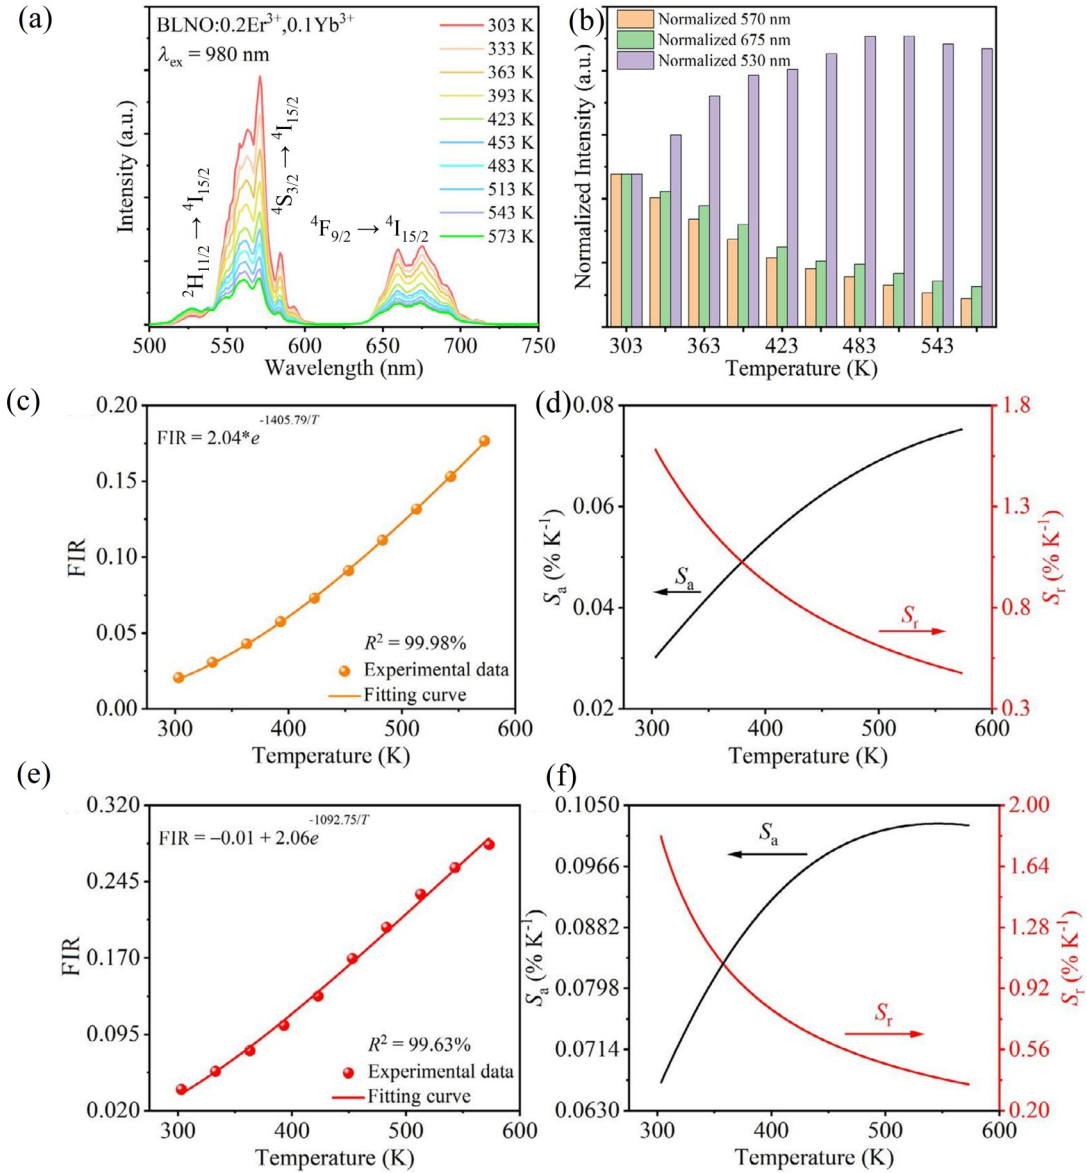 (a)
BLNO:0.2Er³⁺,0.1Yb³⁺
λex = 980 nm
303 K
333 K
363 K
393 K
423 K
453 K
483 K
513 K
543 K
573 K
²H11/2 → ⁴I15/2
⁴S3/2 → ⁴I15/2
⁴F9/2 → ⁴I15/2
Intensity (a.u.)
500 550 600 650 700 750
Wavelength (nm)
(b)
Normalized 570 nm
Normalized 675 nm
Normalized 530 nm
Normalized Intensity (a.u.)
303 363 423 483 543
Temperature (K)
(c)
FIR = 2.04*e^-1405.79/T
0.20
0.15
0.10
0.05
0.00
FIR
R² = 99.98%
Experimental data
Fitting curve
300 400 500 600
Temperature (K)
(d)
0.08
0.06
0.04
0.02
Sa (% K⁻¹)
Sa
Sr
1.8
1.3
0.8
0.3
Sr (% K⁻¹)
300 400 500 600
Temperature (K)
(e)
FIR = −0.01 + 2.06e^-1092.75/T
0.320
0.245
0.170
0.095
0.020
FIR
R² = 99.63%
Experimental data
Fitting curve
300 400 500 600
Temperature (K)
(f)
0.1050
0.0966
0.0882
0.0798
0.0714
0.0630
Sa (% K⁻¹)
Sa
Sr
2.00
1.64
1.28
0.92
0.56
0.20
Sr (% K⁻¹)
300 400 500 600
Temperature (K)